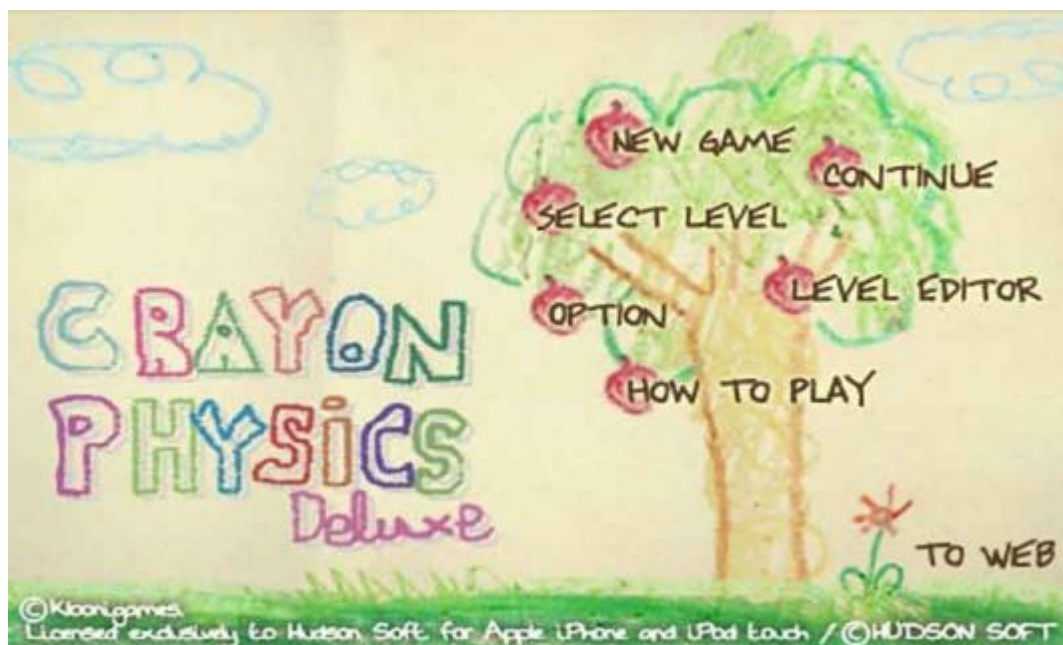 CRAYON
PHYSiCS
Deluxe
NEW GAME
CONTINUE
SELECT LEVEL
LEVEL EDITOR
OPTION
HOW TO PLAY
TO WEB
©Kloonigames.
Licensed exclusively to Hudson Soft for Apple iPhone and iPod touch / ©HUDSON SOFT